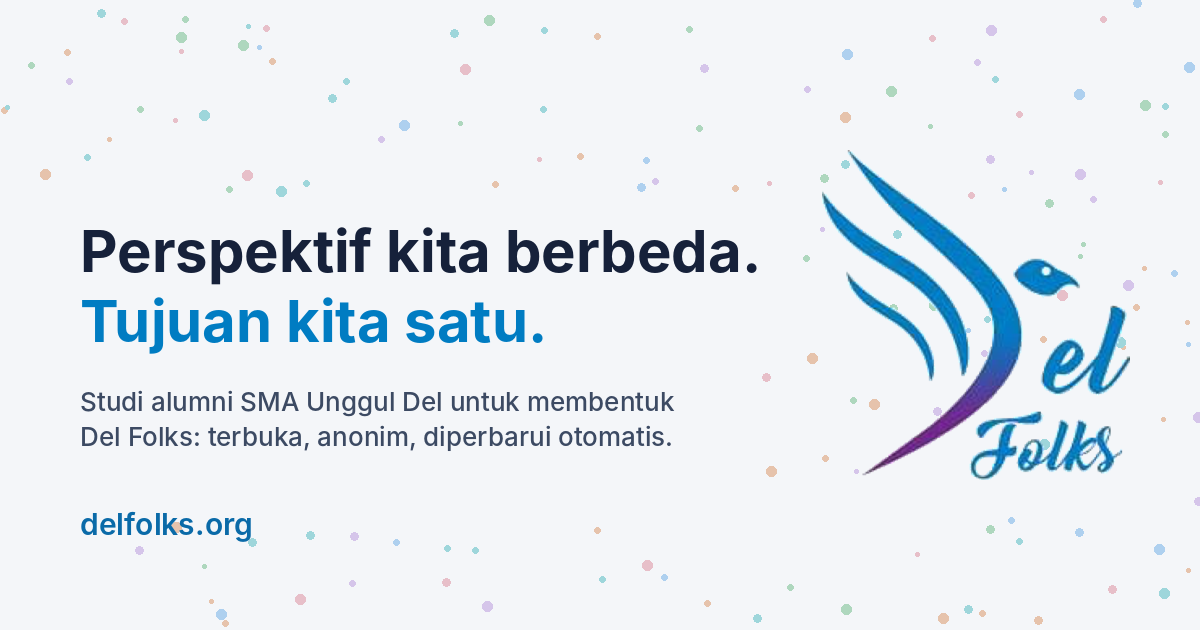 Perspektif kita berbeda.
Tujuan kita satu.
Studi alumni SMA Unggul Del untuk membentuk
Del Folks: terbuka, anonim, diperbarui otomatis.
delfolks.org
Del
Folks